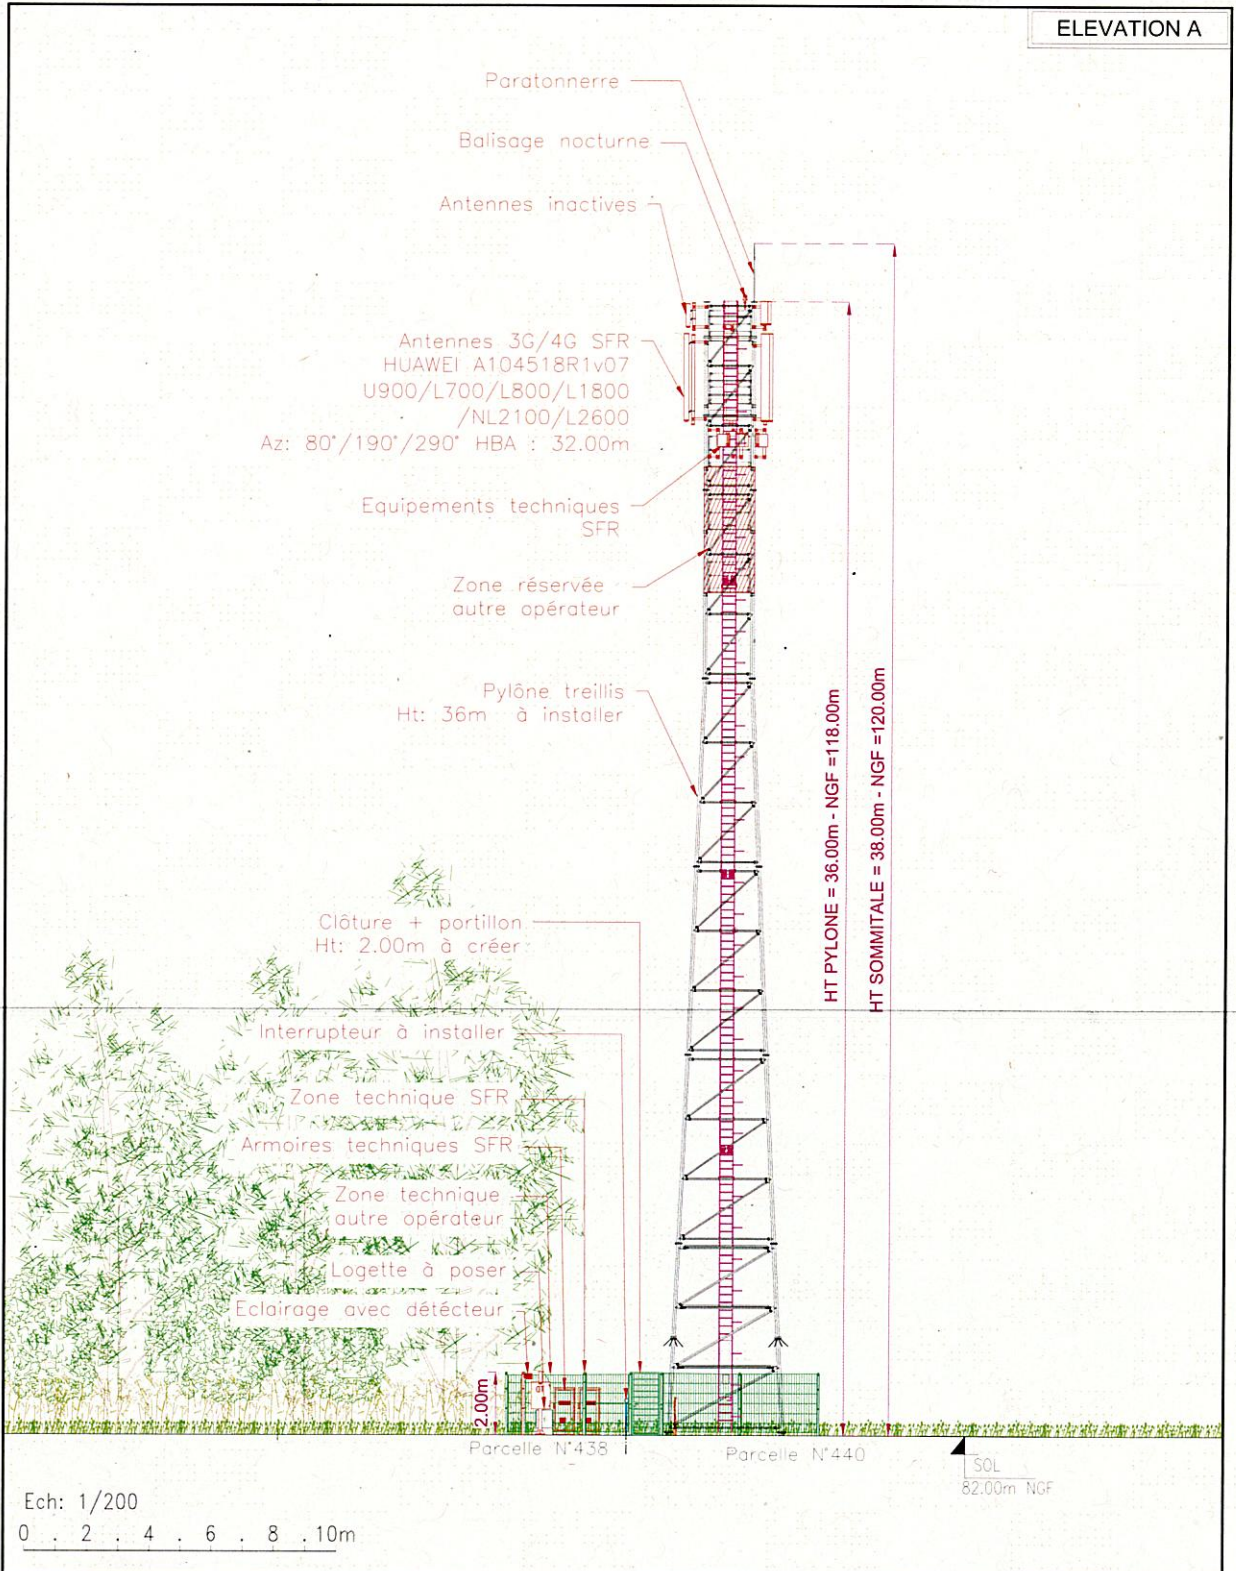 ELEVATION A
Paratonnerre
Balisage nocturne
Antennes inactives
Antennes 3G/4G SFR
HUAWEI A104518R1v07
U900/L700/L800/L1800
/NL2100/L2600
Az: 80°/190°/290° HBA : 32.00m
Equipements techniques
SFR
Zone réservée
autre opérateur
Pylône treillis
Ht: 36m à installer
HT PYLONE = 36.00m - NGF =118.00m
HT SOMMITALE = 38.00m - NGF =120.00m
Clôture + portillon
Ht: 2.00m à créer
Interrupteur à installer
Zone technique SFR
Armoires techniques SFR
Zone technique
autre opérateur
Logette à poser
Eclairage avec détécteur
2.00m
Parcelle N°438
Parcelle N°440
SOL
82.00m NGF
Ech: 1/200
0 . 2 . 4 . 6 . 8 . 10m